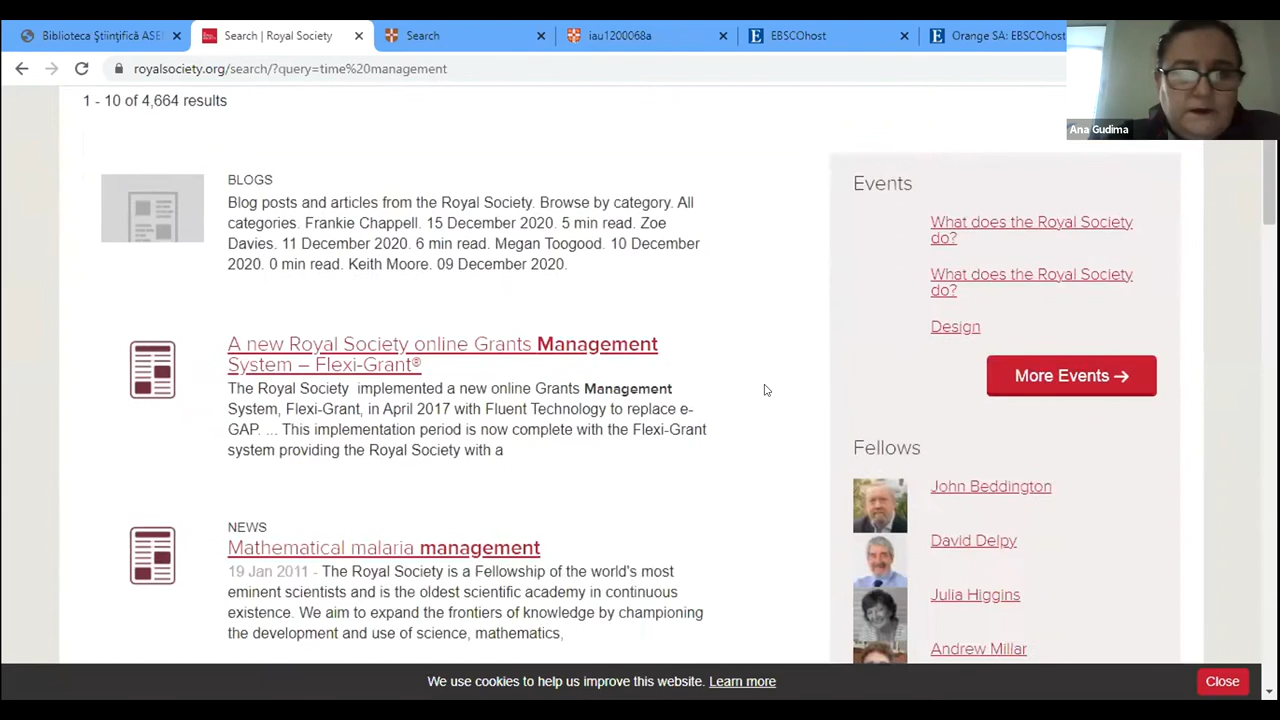 Biblioteca Ştiinţifică ASE
Search | Royal Society
Search
iau1200068a
EBSCOhost
Orange SA: EBSCOhost
royalsociety.org/search/?query=time%20management
Ana Gudima
1 - 10 of 4,664 results
BLOGS
Blog posts and articles from the Royal Society. Browse by category. All
categories. Frankie Chappell. 15 December 2020. 5 min read. Zoe
Davies. 11 December 2020. 6 min read. Megan Toogood. 10 December
2020. 0 min read. Keith Moore. 09 December 2020.
A new Royal Society online Grants Management
System – Flexi-Grant®
The Royal Society implemented a new online Grants Management
System, Flexi-Grant, in April 2017 with Fluent Technology to replace e-
GAP. ... This implementation period is now complete with the Flexi-Grant
system providing the Royal Society with a
NEWS
Mathematical malaria management
19 Jan 2011 - The Royal Society is a Fellowship of the world's most
eminent scientists and is the oldest scientific academy in continuous
existence. We aim to expand the frontiers of knowledge by championing
the development and use of science, mathematics,
Events
What does the Royal Society
do?
What does the Royal Society
do?
Design
More Events →
Fellows
John Beddington
David Delpy
Julia Higgins
Andrew Millar
We use cookies to help us improve this website. Learn more
Close